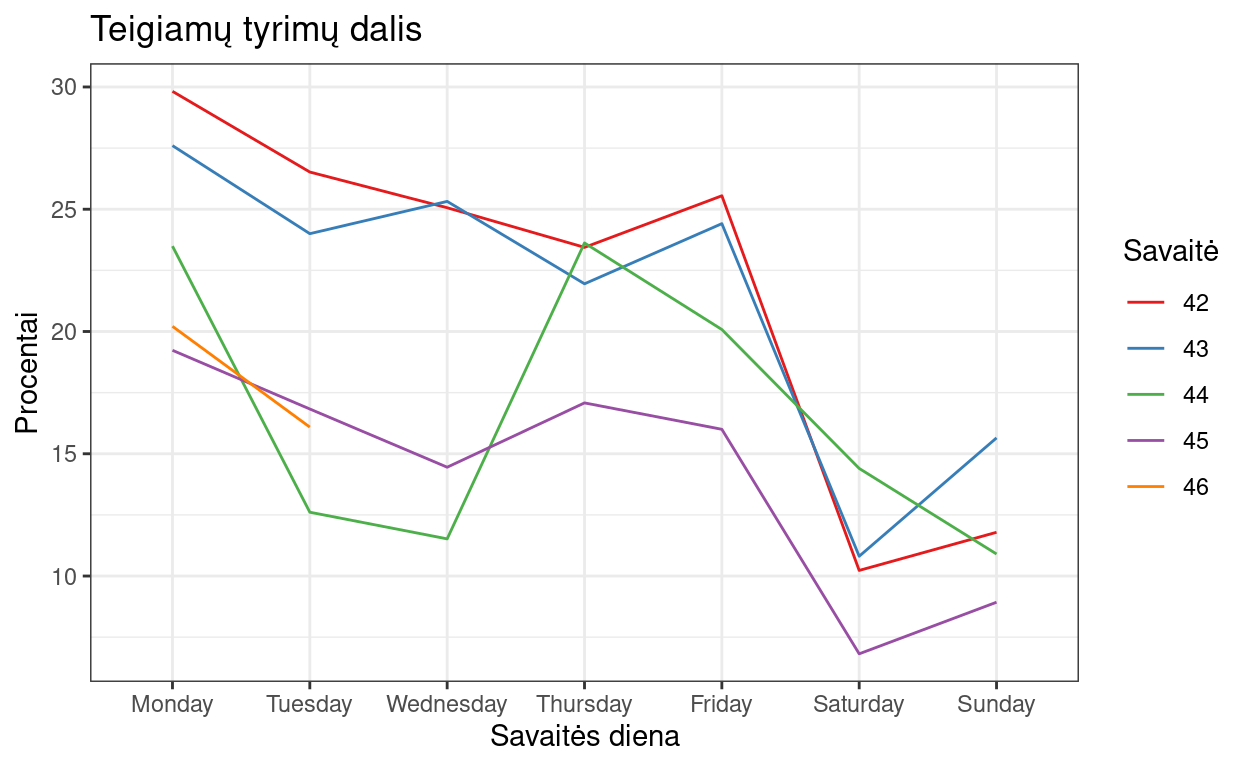 Teigiamų tyrimų dalis
Procentai
30
25
20
15
10
Monday Tuesday Wednesday Thursday Friday Saturday Sunday
Savaitės diena
Savaitė
42
43
44
45
46